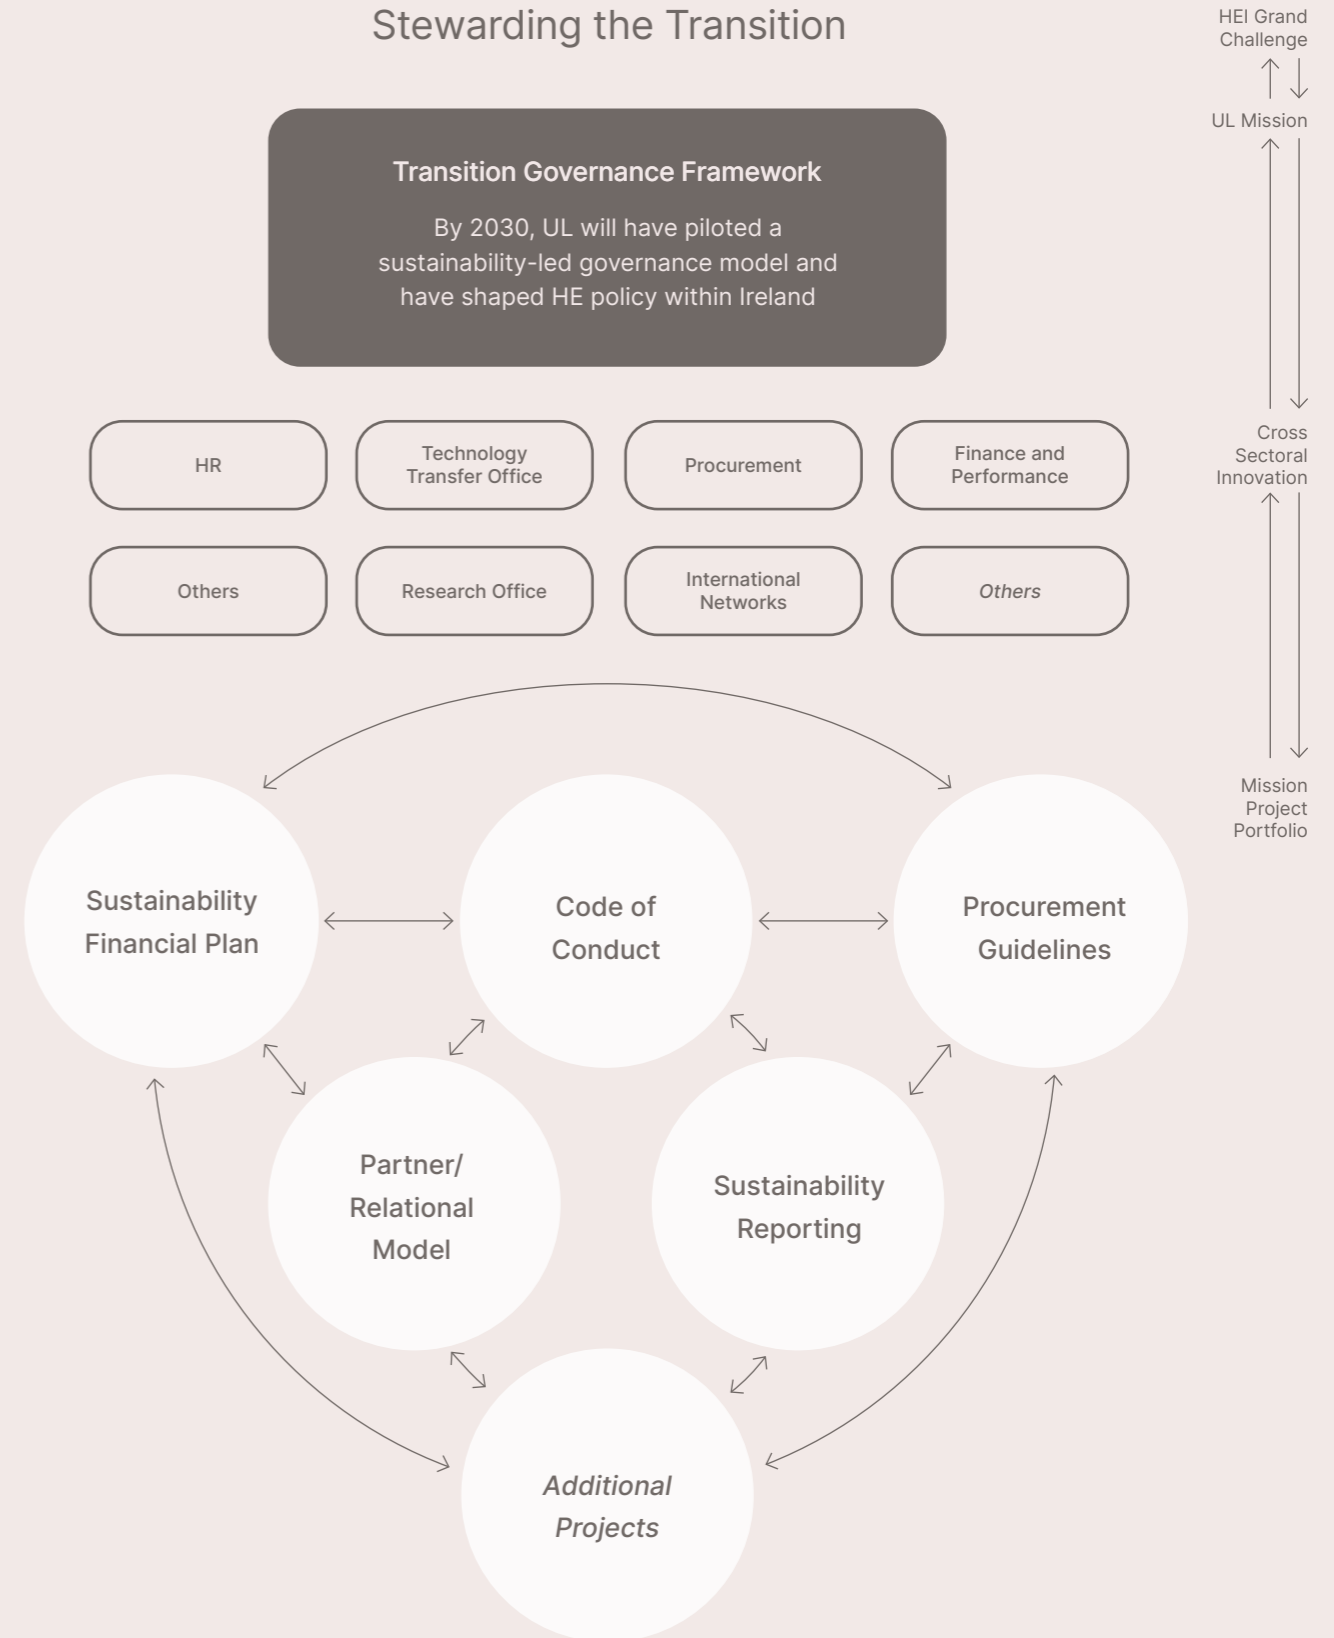 Stewarding the Transition
HEI Grand
Challenge
UL Mission
Transition Governance Framework
By 2030, UL will have piloted a
sustainability-led governance model and
have shaped HE policy within Ireland
HR
Technology
Transfer Office
Procurement
Finance and
Performance
Cross
Sectoral
Innovation
Others
Research Office
International
Networks
Others
Mission
Project
Portfolio
Sustainability
Financial Plan
Code of
Conduct
Procurement
Guidelines
Partner/
Relational
Model
Sustainability
Reporting
Additional
Projects